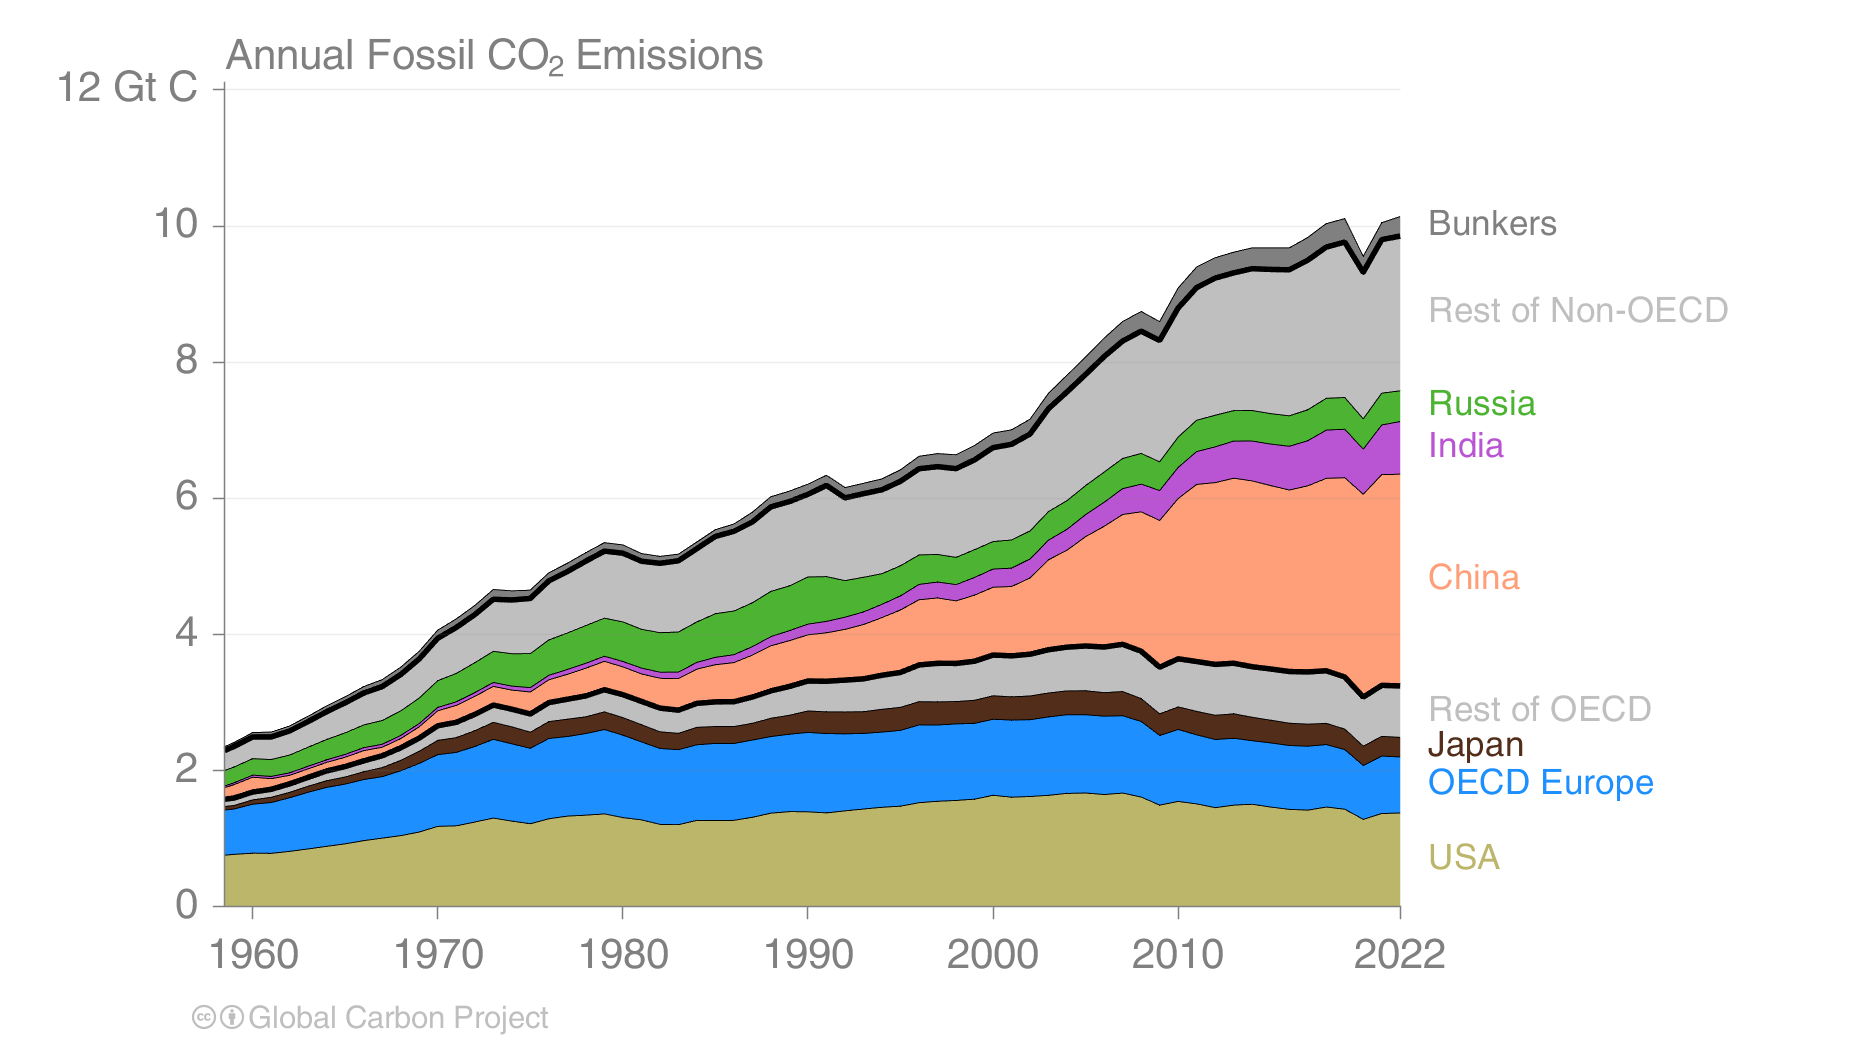 Annual Fossil CO₂ Emissions
12 Gt C
10
8
6
4
2
0
Bunkers
Rest of Non-OECD
Russia
India
China
Rest of OECD
Japan
OECD Europe
USA
1960 1970 1980 1990 2000 2010 2022
cc Global Carbon Project